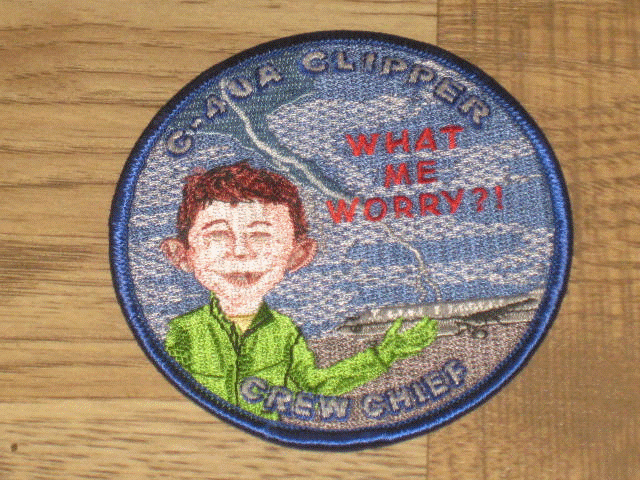 C-40A CLIPPER
WHAT
ME
WORRY?!
CREW CHIEF